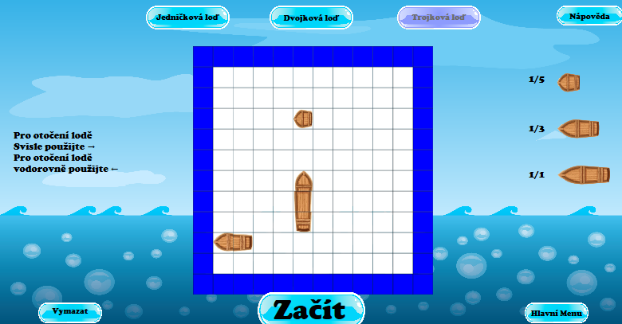 Jedničková loď
Dvojková loď
Trojková loď
Nápověda
1/5
1/3
1/1
Pro otočení lodě
Svisle použijte →
Pro otočení lodě
vodorovně použijte ←
Vymazat
Začít
Hlavní Menu